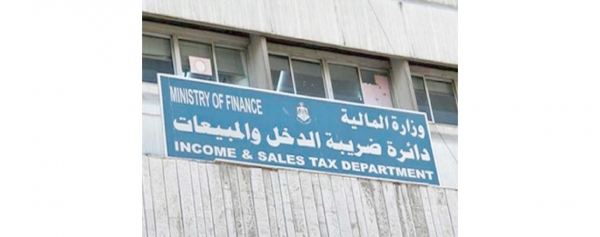 MINISTRY OF FINANCE
وزارة المالية
دائرة ضريبة الدخل والمبيعات
INCOME & SALES TAX DEPARTMENT